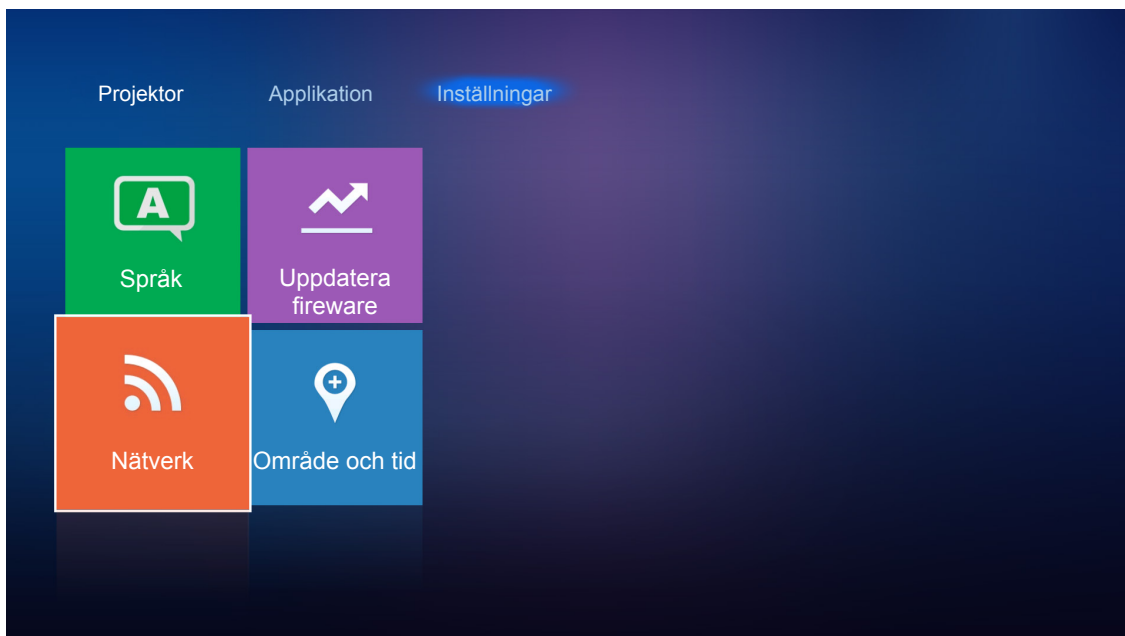 Projektor Applikation Inställningar
A
Språk
Uppdatera
fireware
Nätverk
Område och tid